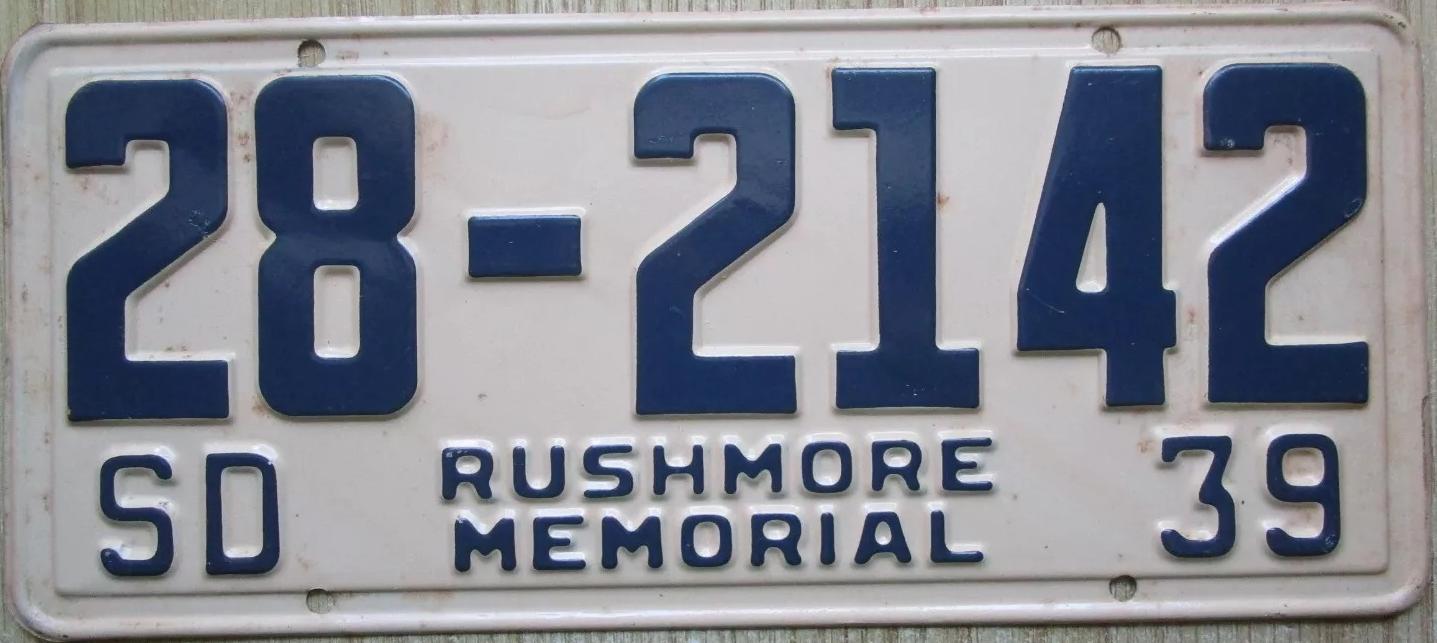 28-2142
SD RUSHMORE 39
MEMORIAL